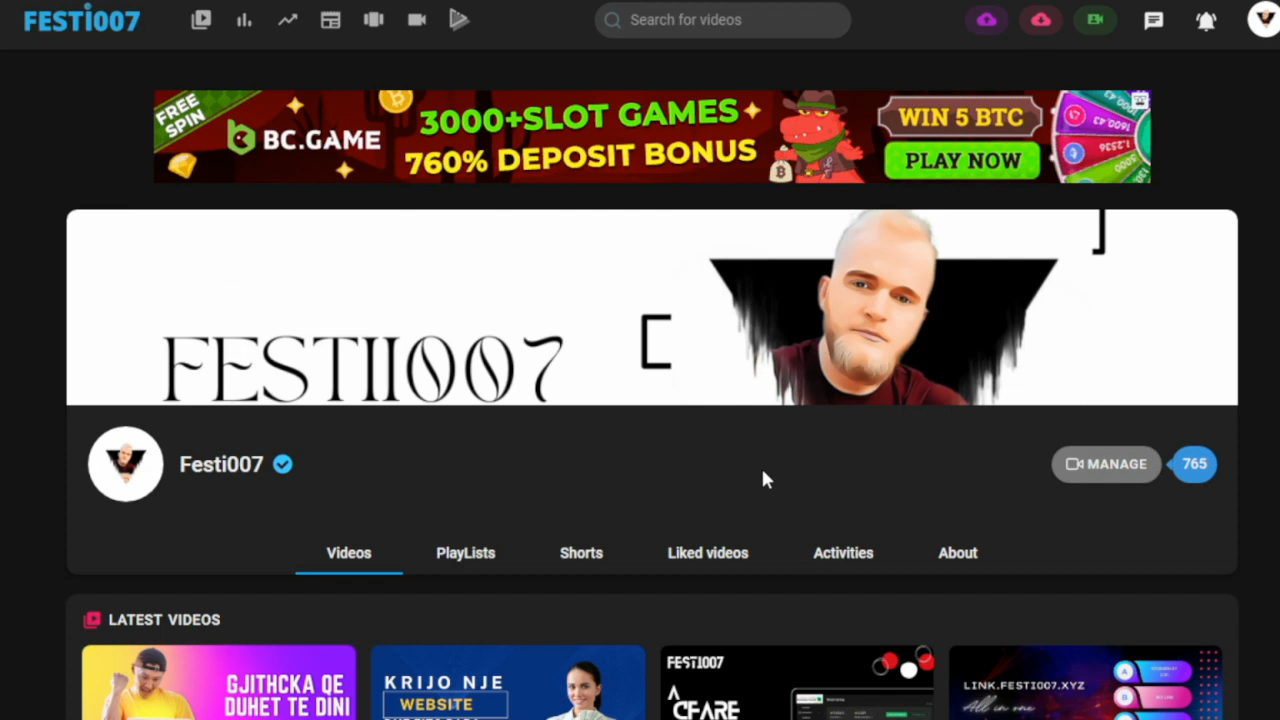 FESTI007
Search for videos
FREE
SPIN
BC.GAME
3000+SLOT GAMES
760% DEPOSIT BONUS
WIN 5 BTC
PLAY NOW
FESTII007
Festi007
MANAGE
765
Videos
PlayLists
Shorts
Liked videos
Activities
About
LATEST VIDEOS
GJITHCKA QE
DUHET TE DINI
KRIJO NJE
WEBSITE
FESTI007
A
ÇFARE
LINK.FESTI007.XYZ
All in one
A
B